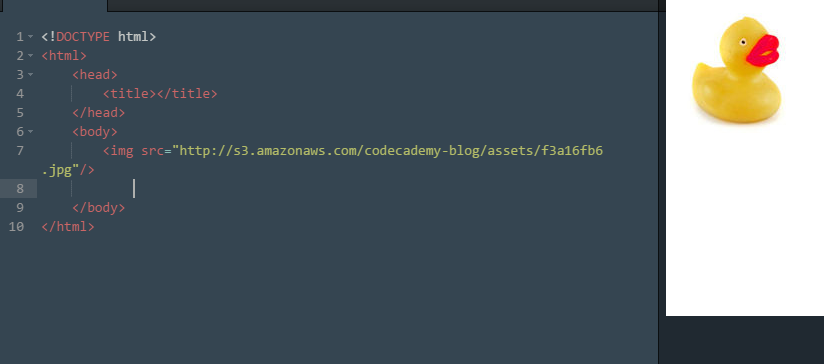 1 <!DOCTYPE html>
2 <html>
3 <head>
4 <title></title>
5 </head>
6 <body>
7 <img src="http://s3.amazonaws.com/codecademy-blog/assets/f3a16fb6
.jpg"/>
8
9 </body>
10 </html>